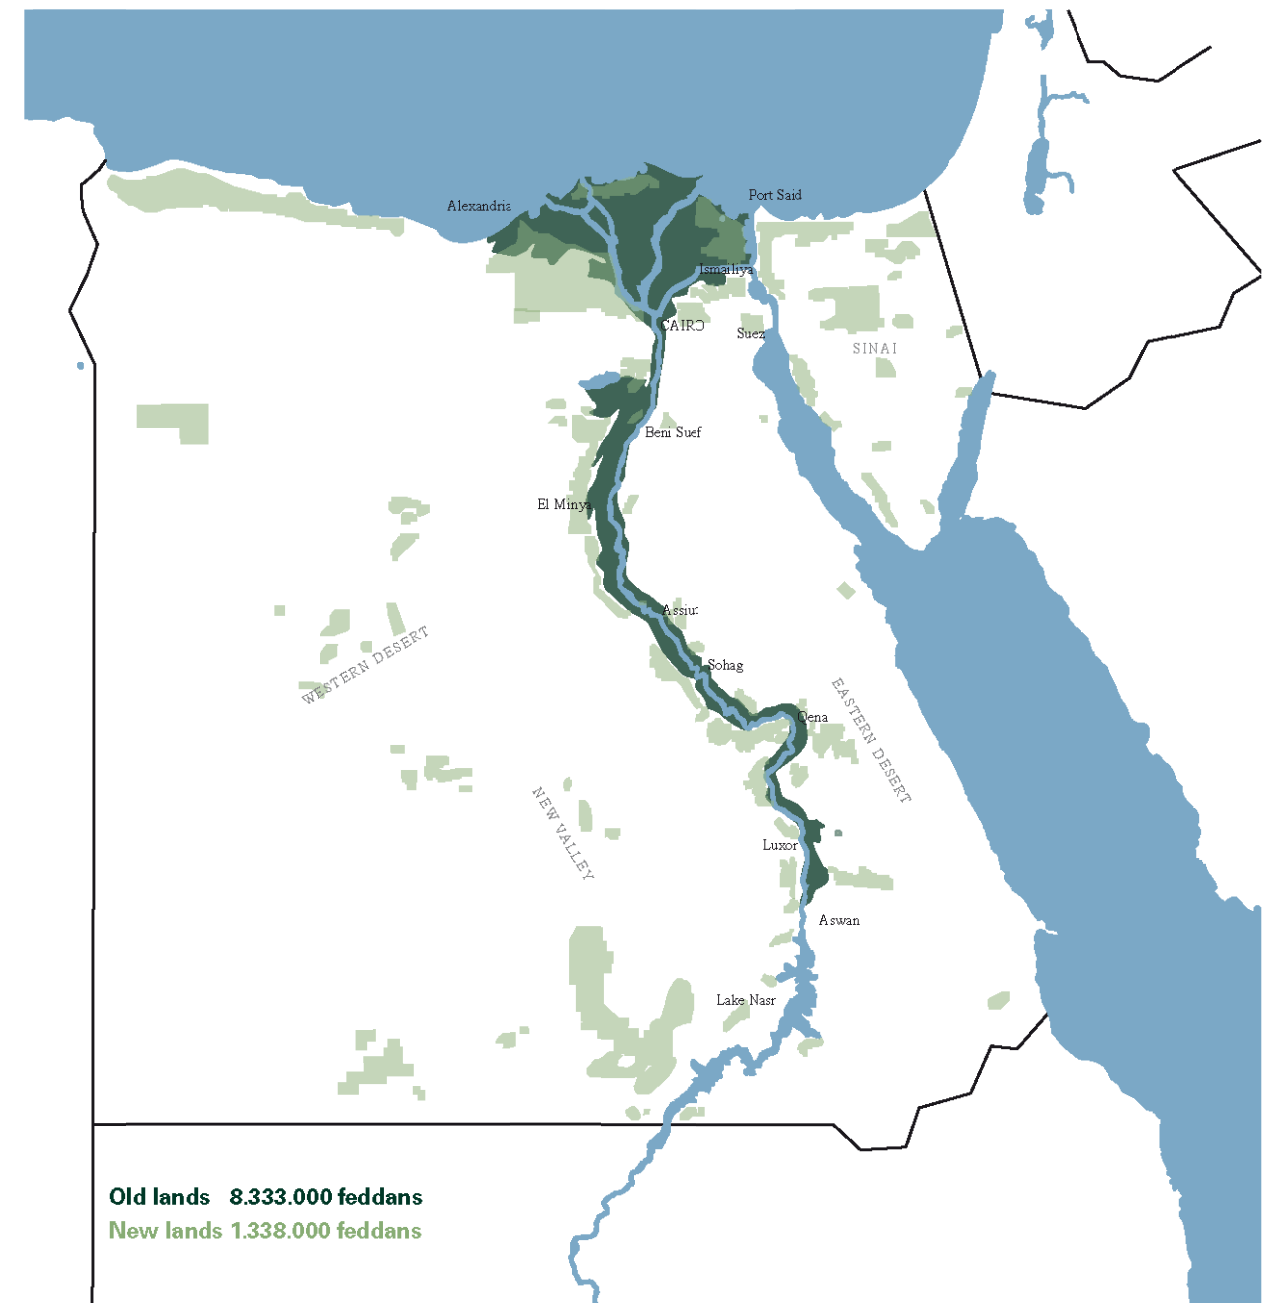 Alexandria
Port Said
Ismailiya
CAIRO
Suez
SINAI
Beni Suef
El Minya
Assiut
WESTERN DESERT
Sohag
Qena
EASTERN DESERT
NEW VALLEY
Luxor
Aswan
Lake Nasr
Old lands 8.333.000 feddans
New lands 1.338.000 feddans